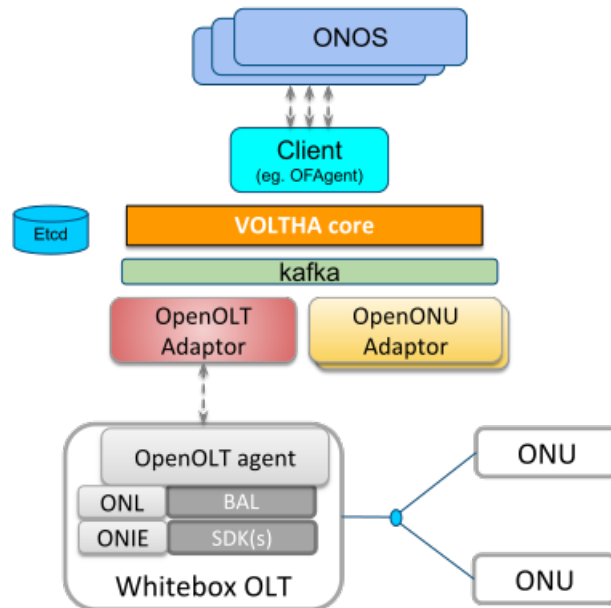 ONOS
Client
(eg. OFAgent)
Etcd
VOLTHA core
kafka
OpenOLT
Adaptor
OpenONU
Adaptor
OpenOLT agent
ONL
BAL
ONIE
SDK(s)
Whitebox OLT
ONU
ONU